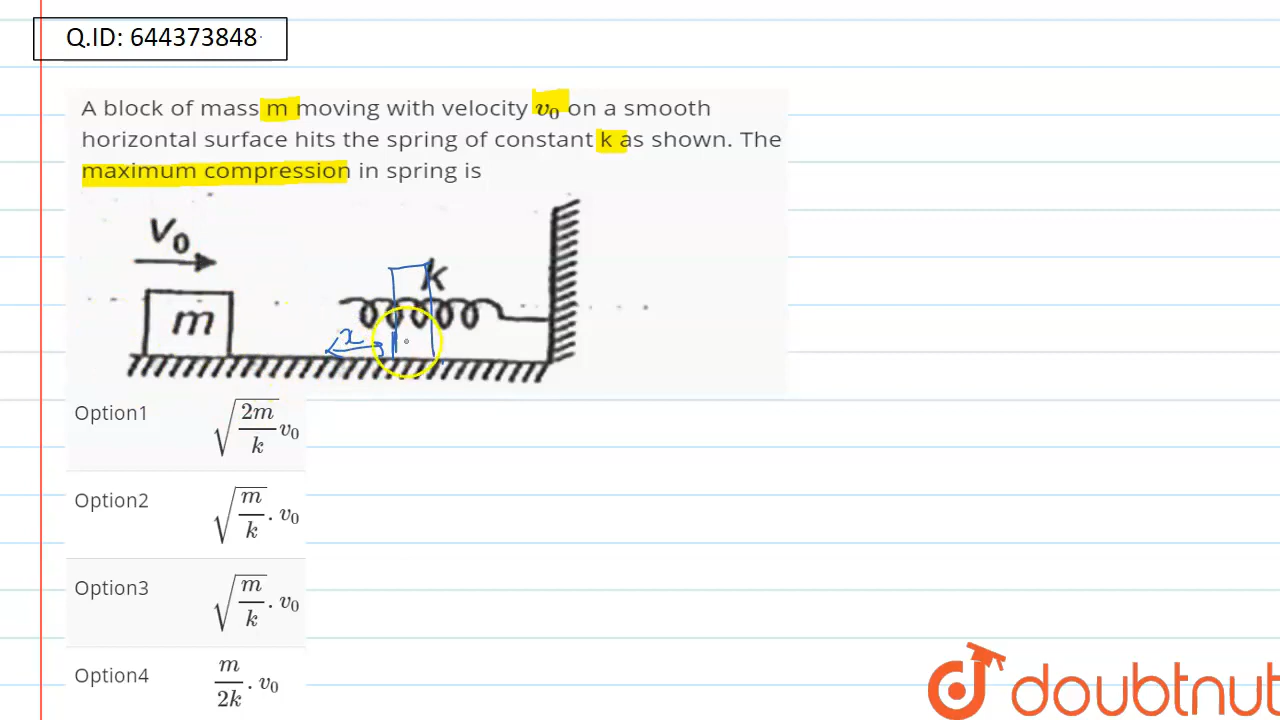 Q.ID: 644373848
A block of mass m moving with velocity v₀ on a smooth
horizontal surface hits the spring of constant k as shown. The
maximum compression in spring is
V₀
k
m
x
Option1 √(2m/k) v₀
Option2 √(m/k) . v₀
Option3 √(m/k) . v₀
Option4 m/2k . v₀
doubtnut